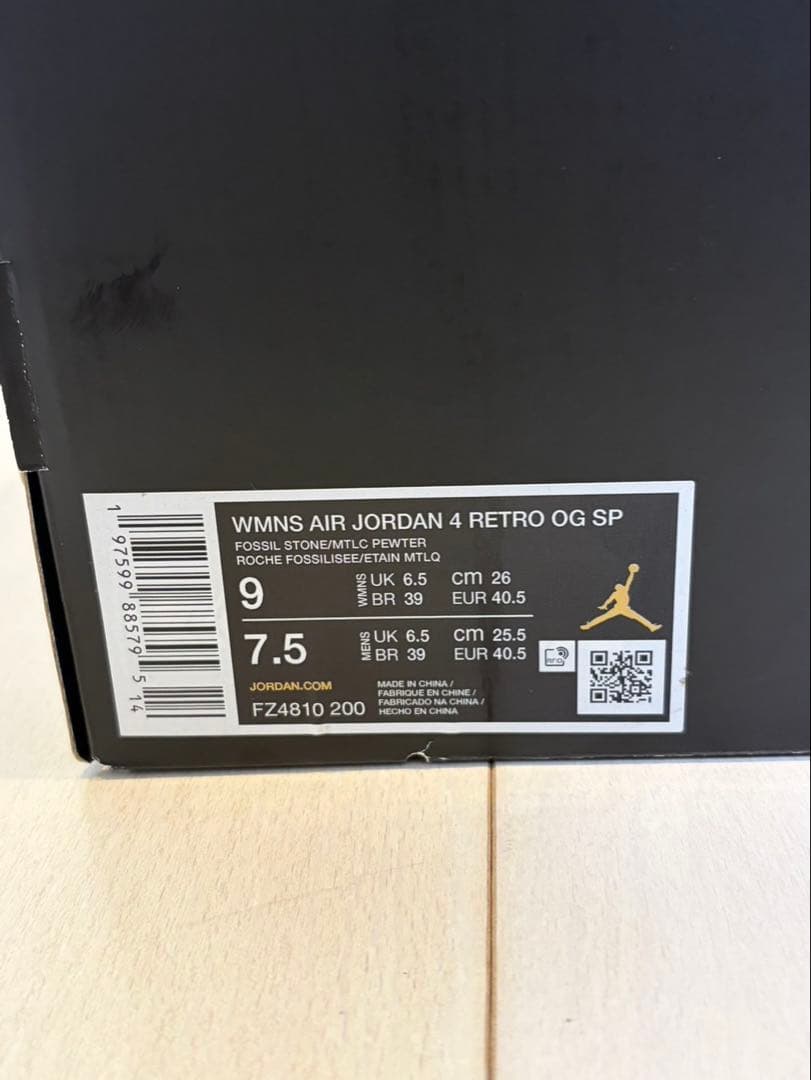 WMNS AIR JORDAN 4 RETRO OG SP
FOSSIL STONE/MTLC PEWTER
ROCHE FOSSILISEE/ETAIN MTLQ
9 WMNS UK 6.5 cm 26
BR 39 EUR 40.5
7.5 MENS UK 6.5 cm 25.5
BR 39 EUR 40.5
RFID
JORDAN.COM
FZ4810 200
MADE IN CHINA /
FABRIQUE EN CHINE /
FABRICADO NA CHINA /
HECHO EN CHINA
1 97599 88579 5 14